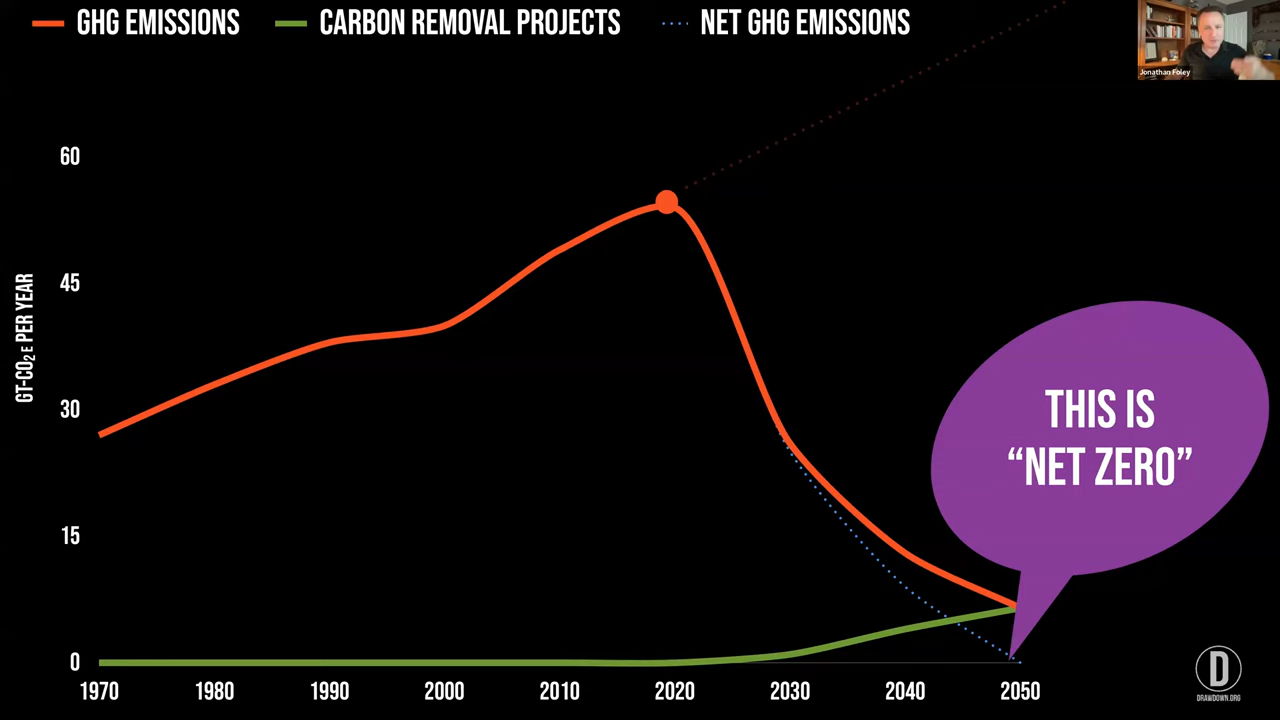 GHG EMISSIONS
CARBON REMOVAL PROJECTS
NET GHG EMISSIONS
Jonathan Foley
GT-CO2 E PER YEAR
60
45
30
15
0
1970
1980
1990
2000
2010
2020
2030
2040
2050
THIS IS
“NET ZERO”
D
DRAWDOWN.ORG